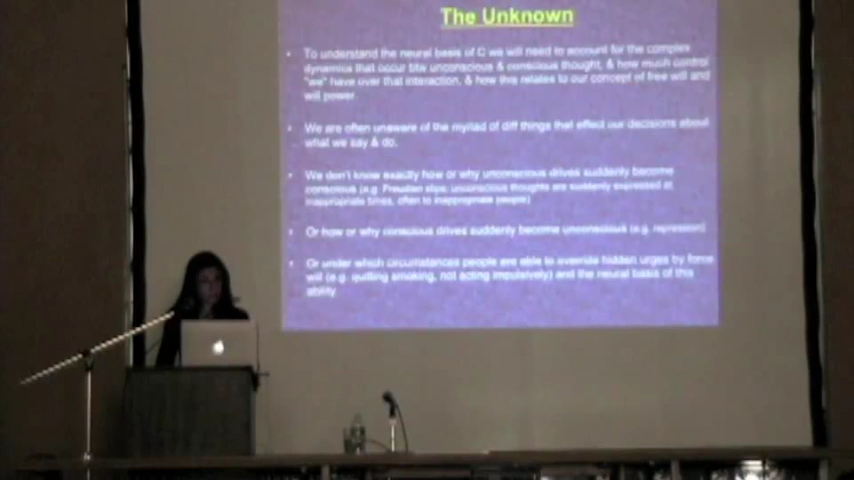 The Unknown
• To understand the neural basis of C we will need to account for the complex
dynamics that occur btw unconscious & conscious thought, & how much control
"we" have over that interaction, & how this relates to our concept of free will and
will power.
• We are often unaware of the myriad of diff things that effect our decisions about
what we say & do.
• We don't know exactly how or why unconscious drives suddenly become
conscious (e.g. Freudian slips: unconscious thoughts are suddenly expressed at
inappropriate times, often to inappropriate people)
• Or how or why conscious drives suddenly become unconscious (e.g. repression)
• Or under which circumstances people are able to override hidden urges by force
will (e.g. quitting smoking, not acting impulsively) and the neural basis of this
ability